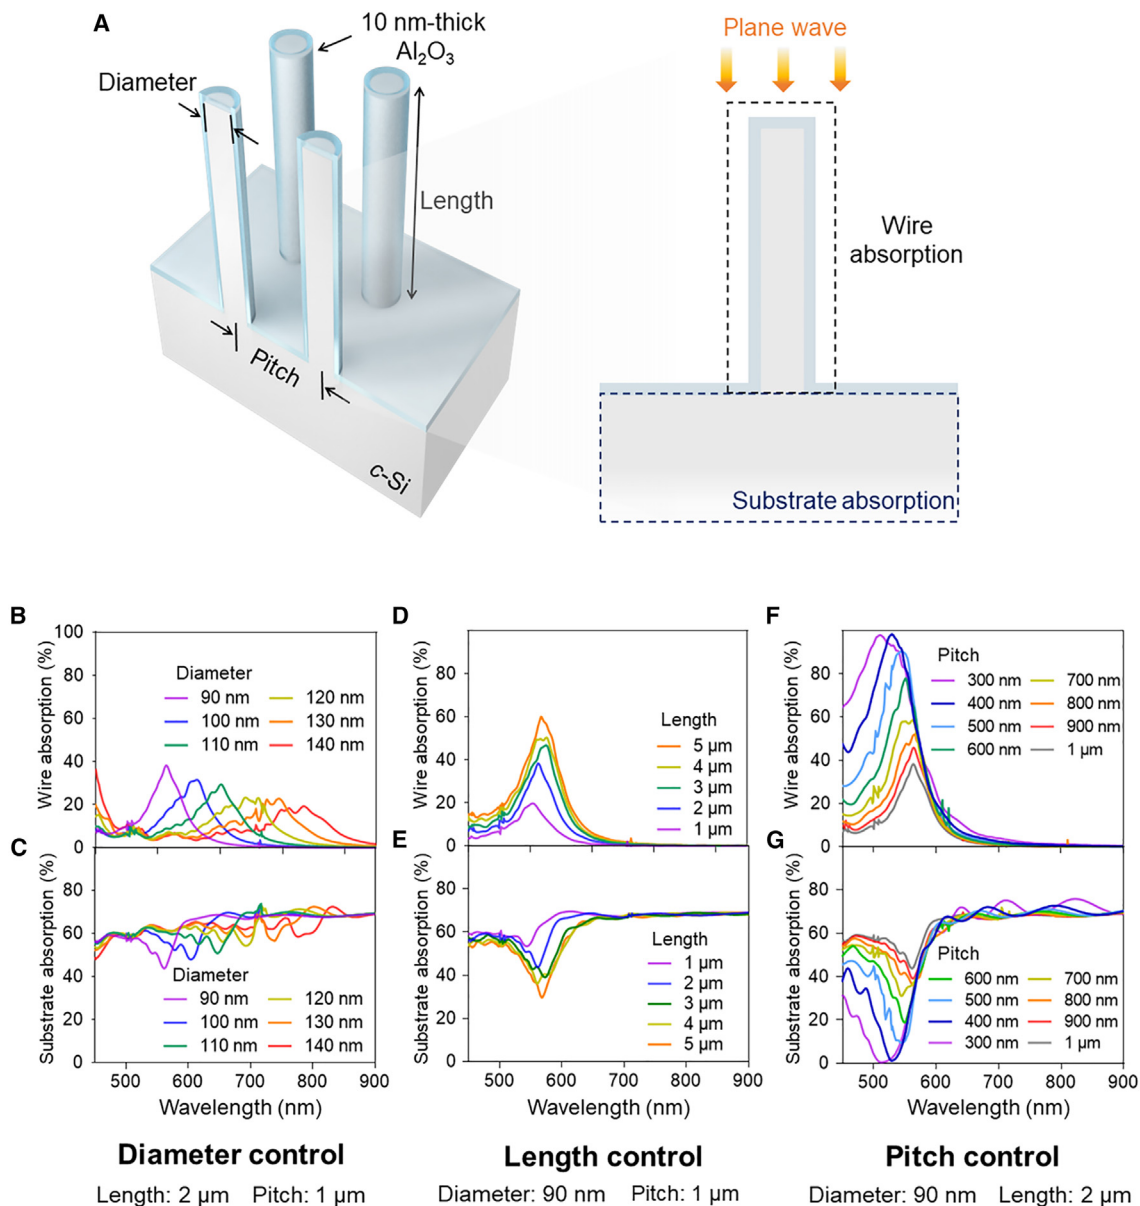 A
10 nm-thick
Al₂O₃
Diameter
Length
Pitch
c-Si
Plane wave
Wire
absorption
Substrate absorption
B
Wire absorption (%)
100
80
60
40
20
0
Diameter
90 nm
120 nm
100 nm
130 nm
110 nm
140 nm
C
Substrate absorption (%)
80
60
40
20
0
Diameter
90 nm
120 nm
100 nm
130 nm
110 nm
140 nm
500 600 700 800 900
Wavelength (nm)
D
Wire absorption (%)
80
60
40
20
0
Length
5 µm
4 µm
3 µm
2 µm
1 µm
E
Substrate absorption (%)
80
60
40
20
0
Length
1 µm
2 µm
3 µm
4 µm
5 µm
500 600 700 800 900
Wavelength (nm)
F
Wire absorption (%)
80
60
40
20
0
Pitch
300 nm
700 nm
400 nm
800 nm
500 nm
900 nm
600 nm
1 µm
G
Substrate absorption (%)
80
60
40
20
0
Pitch
600 nm
700 nm
500 nm
800 nm
400 nm
900 nm
300 nm
1 µm
500 600 700 800 900
Wavelength (nm)
Diameter control
Length: 2 µm Pitch: 1 µm
Length control
Diameter: 90 nm Pitch: 1 µm
Pitch control
Diameter: 90 nm Length: 2 µm